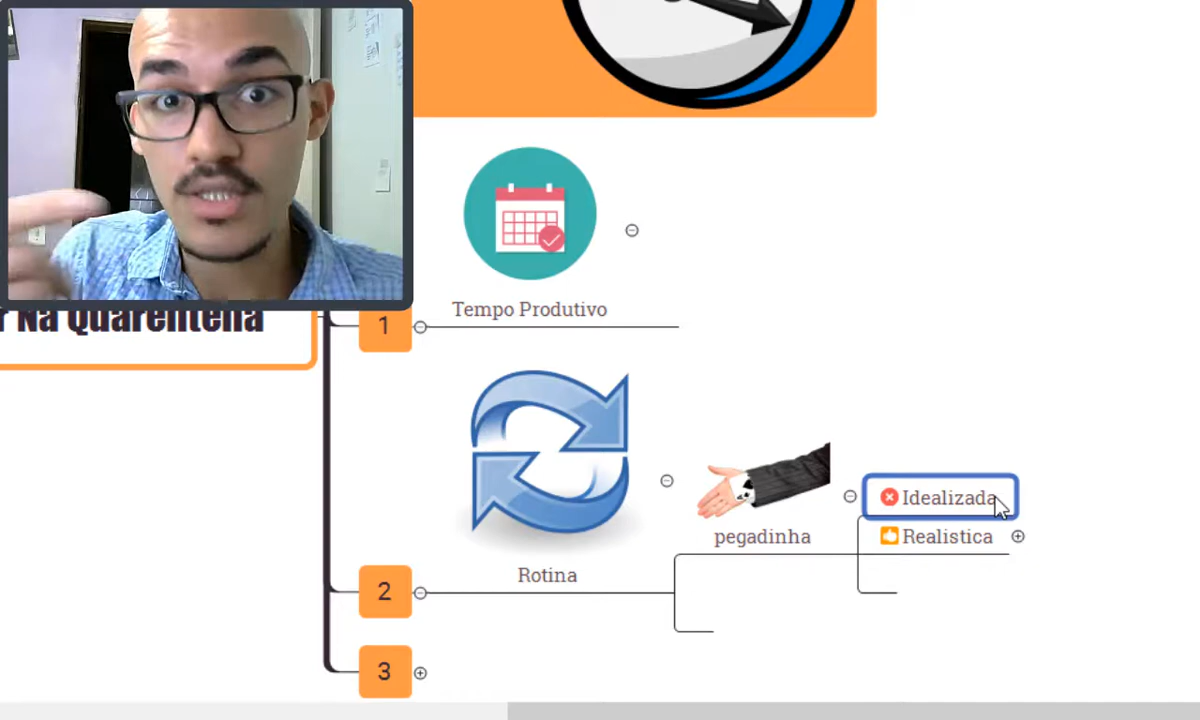 r Na Quarentena
1
Tempo Produtivo
2
Rotina
pegadinha
Idealizada
Realistica
3